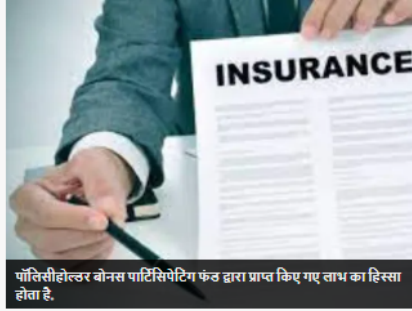 INSURANCE
पॉलिसीहोल्डर बोनस पार्टिसिपेटिंग फंड द्वारा प्राप्त किए गए लाभ का हिस्सा
होता है.